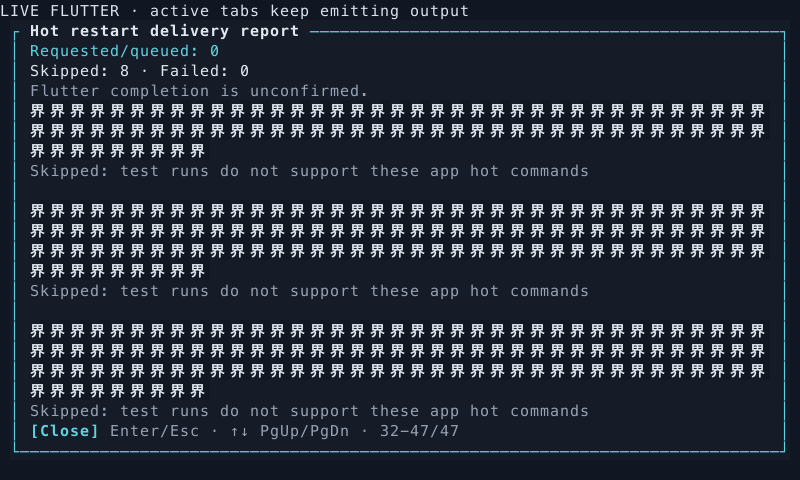 LIVE FLUTTER · active tabs keep emitting output
Hot restart delivery report
Requested/queued: 0
Skipped: 8 · Failed: 0
Flutter completion is unconfirmed.
界界界界界界界界界界界界界界界界界界界界界界界界界界界界界界界界界界界界界
界界界界界界界界界界界界界界界界界界界界界界界界界界界界界界界界界界界界界
界界界界界界界界界
Skipped: test runs do not support these app hot commands
界界界界界界界界界界界界界界界界界界界界界界界界界界界界界界界界界界界界界
界界界界界界界界界界界界界界界界界界界界界界界界界界界界界界界界界界界界界
界界界界界界界界界界界界界界界界界界界界界界界界界界界界界界界界界界界界界
界界界界界界界界界
Skipped:: test runs do not support these app hot commands
界界界界界界界界界界界界界界界界界界界界界界界界界界界界界界界界界界界界界
界界界界界界界界界界界界界界界界界界界界界界界界界界界界界界界界界界界界界
界界界界界界界界界界界界界界界界界界界界界界界界界界界界界界界界界界界界界
界界界界界界界界界
Skped: test runs do not support these app hot commands
[Close] Enter/esc ·↑� PgUp/PgDn · 32–47/47